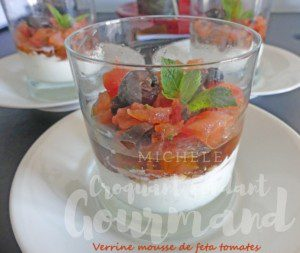 MICHELE
Croquant Fondant
Gourmand
Verrine mousse de feta tomates